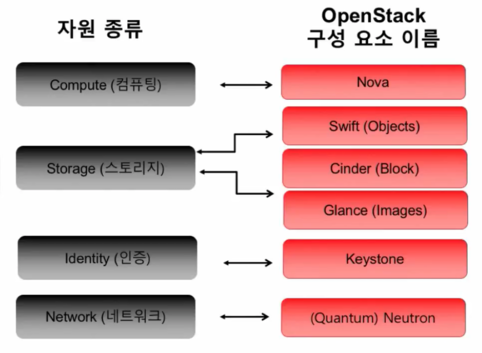 자원 종류
OpenStack
구성 요소 이름
Compute (컴퓨팅)
Nova
Swift (Objects)
Storage (스토리지)
Cinder (Block)
Glance (Images)
Identity (인증)
Keystone
Network (네트워크)
(Quantum) Neutron